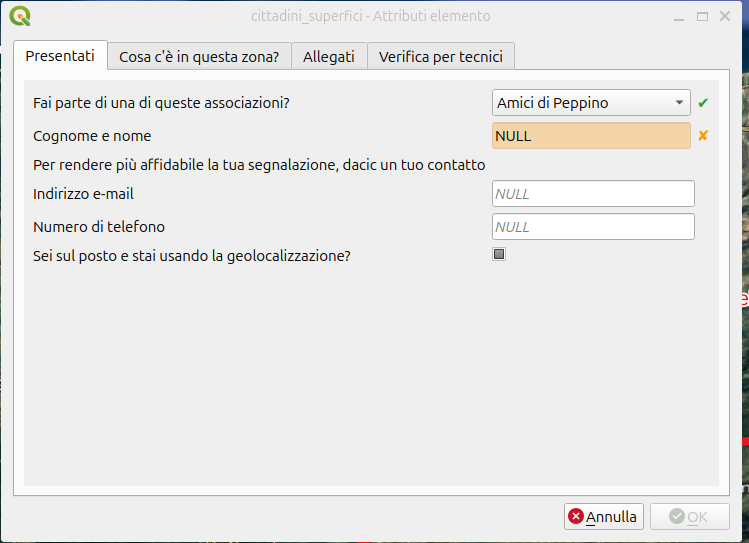 cittadini_superfici - Attributi elemento
Presentati Cosa c'è in questa zona? Allegati Verifica per tecnici
Fai parte di una di queste associazioni? Amici di Peppino
Cognome e nome NULL
Per rendere più affidabile la tua segnalazione, dacic un tuo contatto
Indirizzo e-mail NULL
Numero di telefono NULL
Sei sul posto e stai usando la geolocalizzazione?
Annulla OK